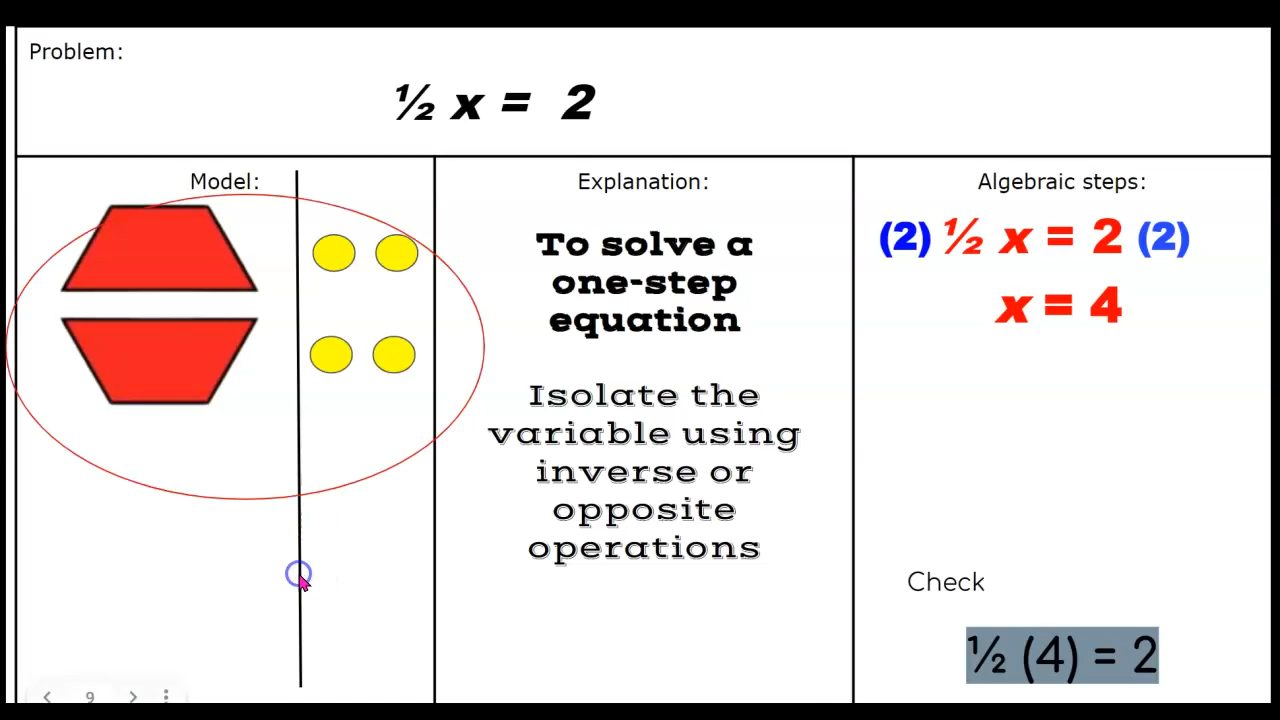 Problem:
½ x = 2
Model:
Explanation:
To solve a
one-step
equation
Isolate the
variable using
inverse or
opposite
operations
Algebraic steps:
(2) ½ x = 2 (2)
x = 4
Check
½ (4) = 2
9